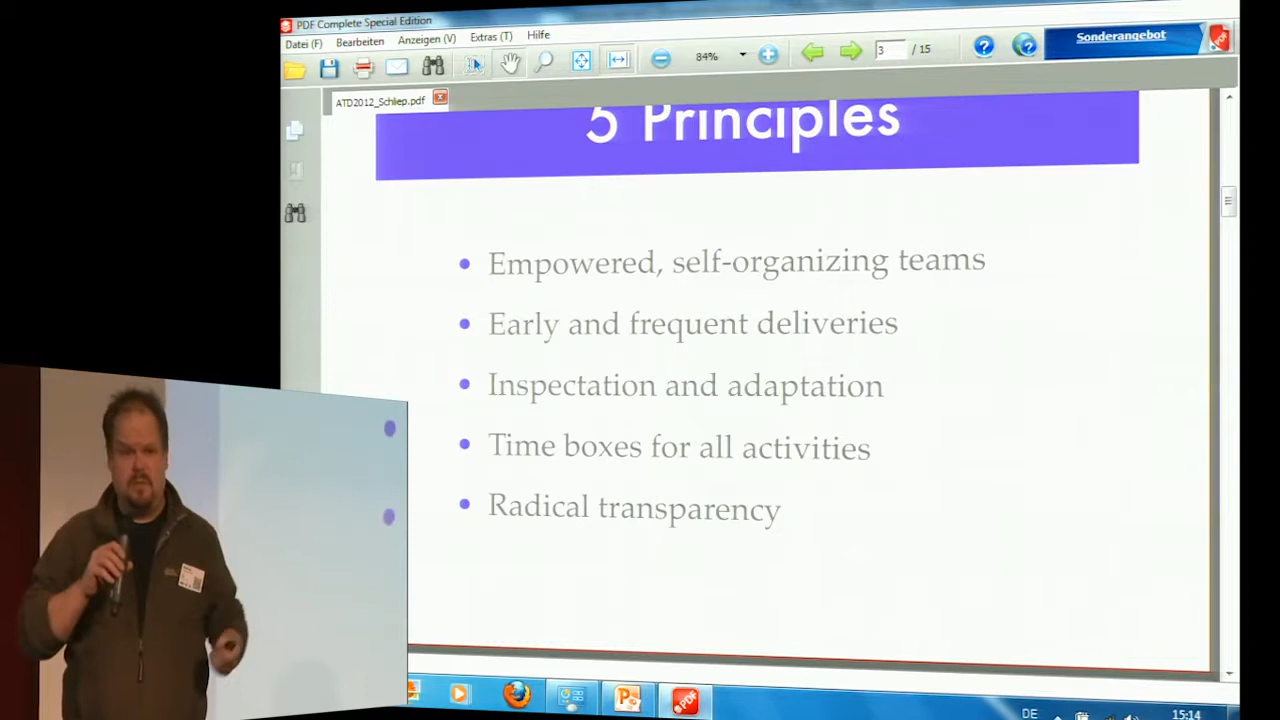 PDF Complete Special Edition
Datei (F) Bearbeiten Anzeigen (V) Extras (T) Hilfe
84% 3 / 15 Sonderangebot
ATD2012_Schliep.pdf
5 Principles
• Empowered, self-organizing teams
• Early and frequent deliveries
• Inspectation and adaptation
• Time boxes for all activities
• Radical transparency
DE 15:14